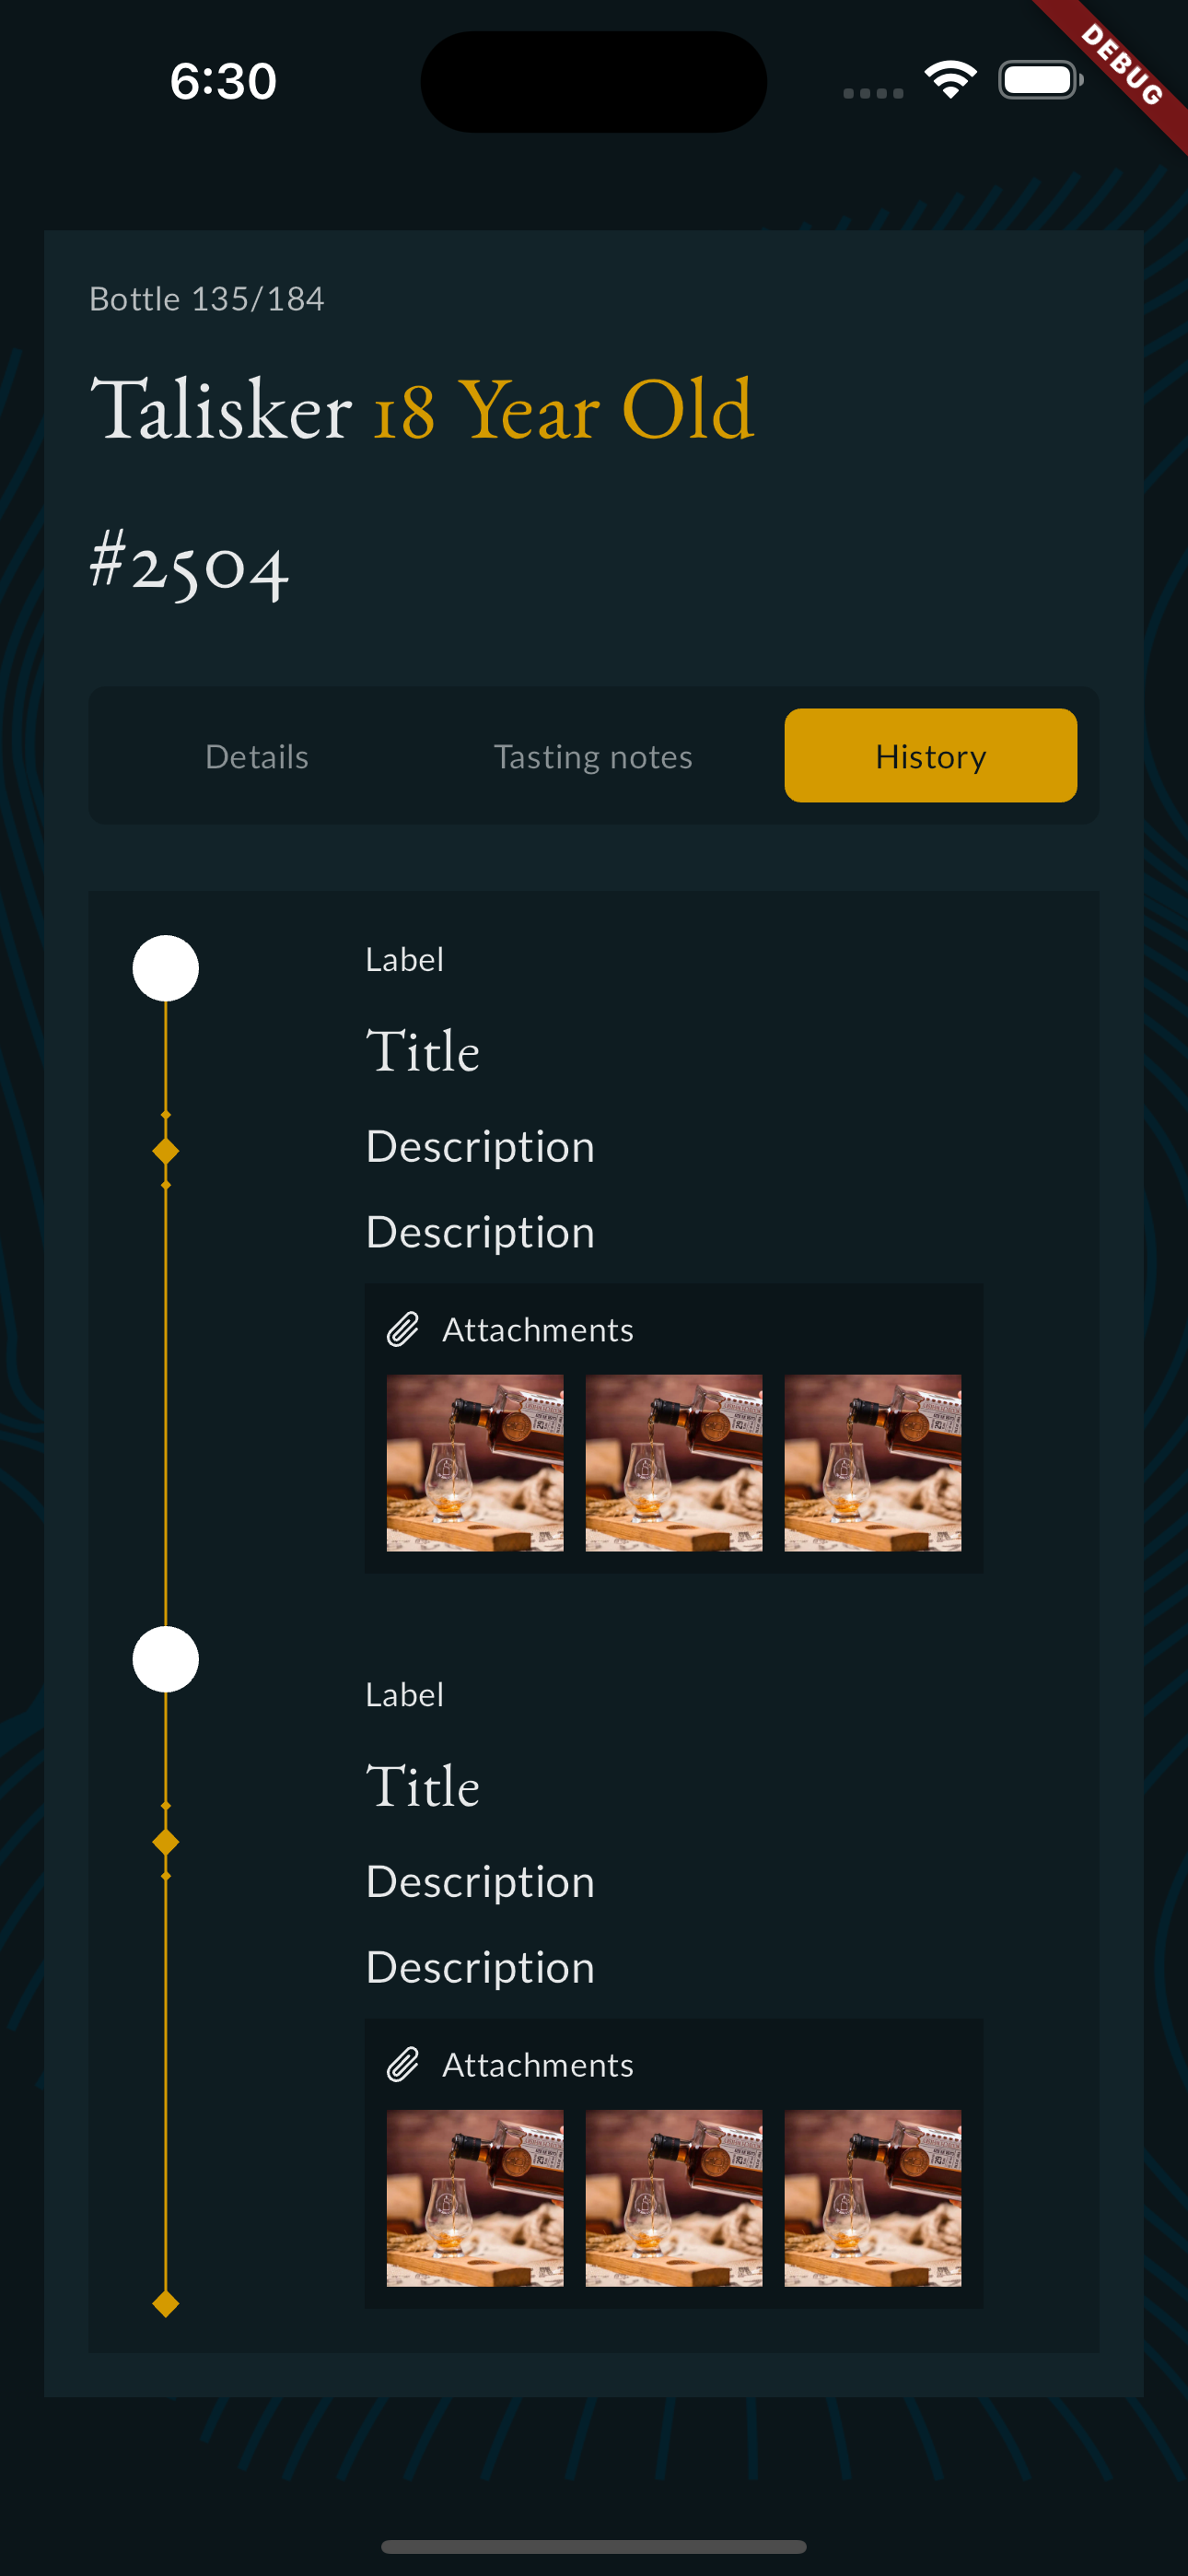 6:30
DEBUG
Bottle 135/184
Talisker 18 Year Old
#2504
Details Tasting notes History
Label
Title
Description
Description
Attachments
Label
Title
Description
Description
Attachments